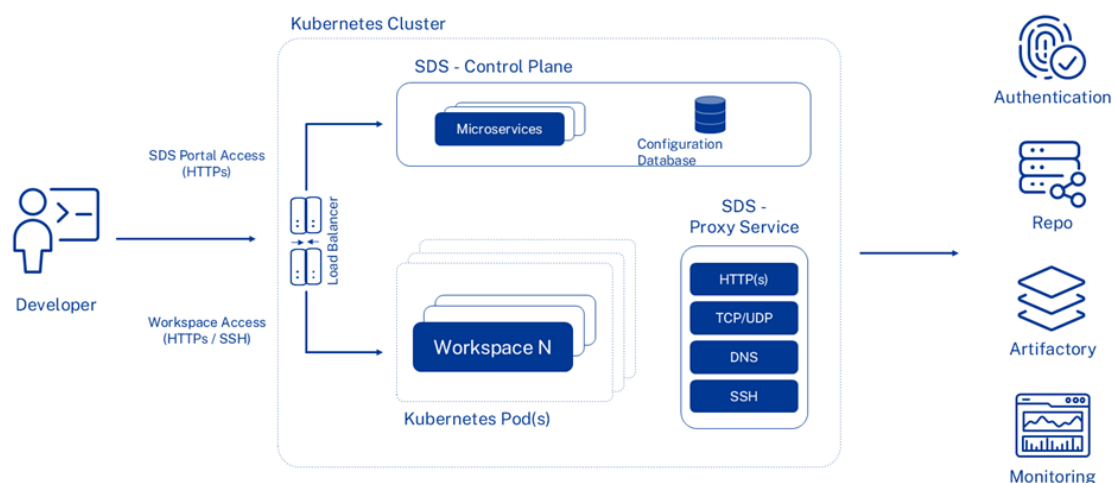 Kubernetes Cluster
SDS - Control Plane
Microservices
Configuration
Database
SDS Portal Access
(HTTPs)
Load Balancer
Developer
Workspace Access
(HTTPs / SSH)
Workspace N
Kubernetes Pod(s)
SDS -
Proxy Service
HTTP(s)
TCP/UDP
DNS
SSH
Authentication
Repo
Artifactory
Monitoring